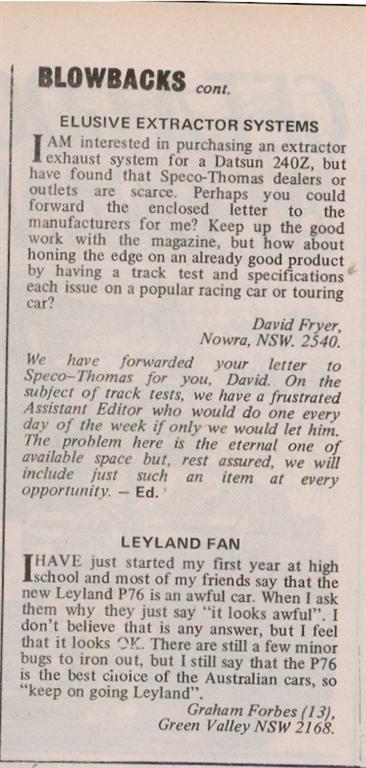 BLOWBACKS cont.
ELUSIVE EXTRACTOR SYSTEMS
I AM interested in purchasing an extractor
exhaust system for a Datsun 240Z, but
have found that Speco-Thomas dealers or
outlets are scarce. Perhaps you could
forward the enclosed letter to the
manufacturers for me? Keep up the good
work with the magazine, but how about
honing the edge on an already good product
by having a track test and specifications
each issue on a popular racing car or touring
car?
David Fryer,
Nowra, NSW. 2540.
We have forwarded your letter to
Speco-Thomas for you, David. On the
subject of track tests, we have a frustrated
Assistant Editor who would do one every
day of the week if only we would let him.
The problem here is the eternal one of
available space but, rest assured, we will
include just such an item at every
opportunity. — Ed.
LEYLAND FAN
I HAVE just started my first year at high
school and most of my friends say that the
new Leyland P76 is an awful car. When I ask
them why they just say "it looks awful". I
don't believe that is any answer, but I feel
that it looks OK. There are still a few minor
bugs to iron out, but I still say that the P76
is the best choice of the Australian cars, so
"keep on going Leyland".
Graham Forbes (13),
Green Valley NSW 2168.